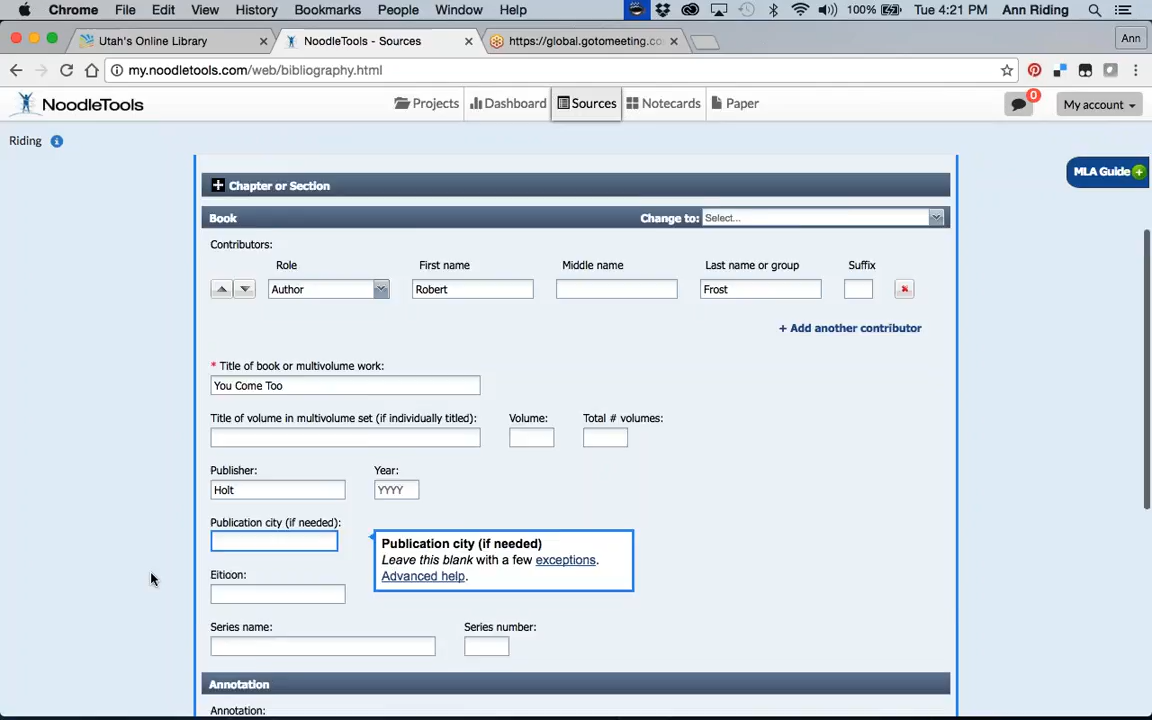 Chrome File Edit View History Bookmarks People Window Help 100% Tue 4:21 PM Ann Riding
Utah's Online Library NoodleTools - Sources https://global.gotomeeting.co Ann
my.noodletools.com/web/bibliography.html
NoodleTools Projects Dashboard Sources Notecards Paper 0 My account
Riding
MLA Guide
Chapter or Section
Book Change to: Select...
Contributors:
Role First name Middle name Last name or group Suffix
Author Robert Frost
+ Add another contributor
* Title of book or multivolume work:
You Come Too
Title of volume in multivolume set (if individually titled): Volume: Total # volumes:
Publisher: Year:
Holt YYYY
Publication city (if needed):
Publication city (if needed)
Leave this blank with a few exceptions.
Advanced help.
Eitioon:
Series name: Series number:
Annotation
Annotation: